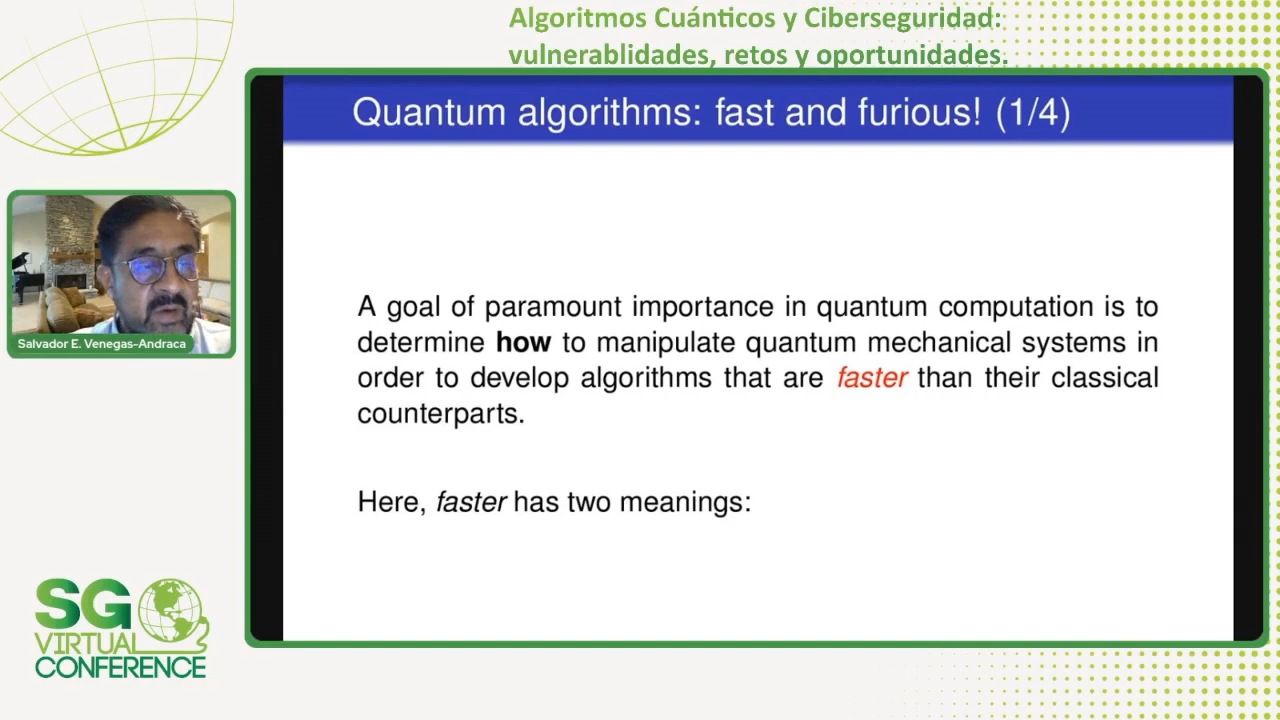 Algoritmos Cuánticos y Ciberseguridad:
vulnerablidades, retos y oportunidades.
Quantum algorithms: fast and furious! (1/4)
A goal of paramount importance in quantum computation is to
determine how to manipulate quantum mechanical systems in
order to develop algorithms that are faster than their classical
counterparts.
Here, faster has two meanings:
Salvador E. Venegas-Andraca
SG
VIRTUAL
CONFERENCE